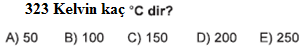 323 Kelvin kaç °C dir?
A) 50 B) 100 C) 150 D) 200 E) 250